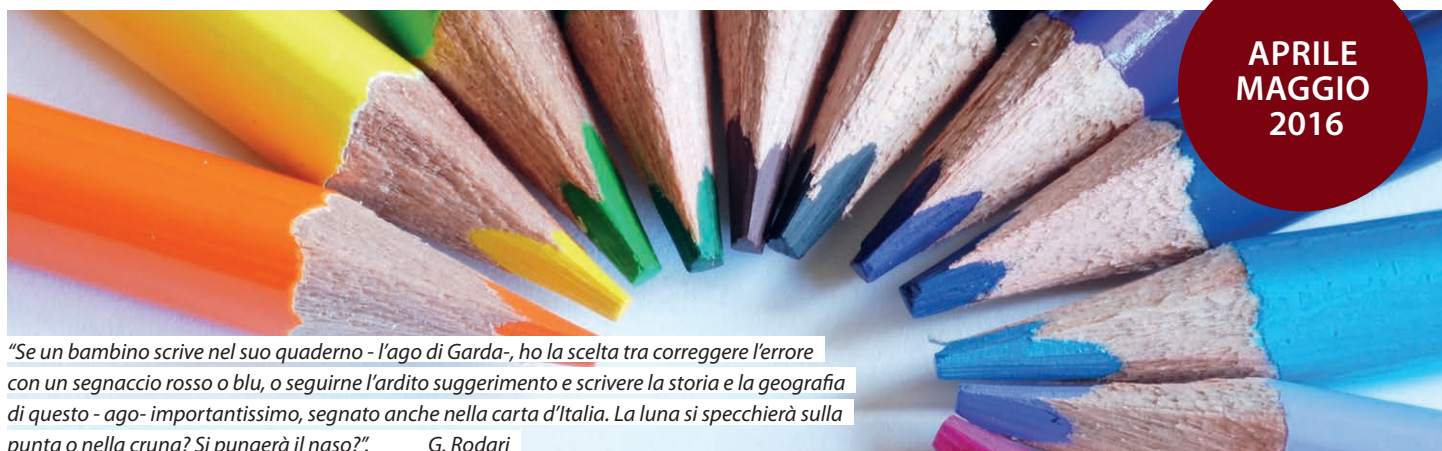 APRILE
MAGGIO
2016
"Se un bambino scrive nel suo quaderno - l'ago di Garda-, ho la scelta tra correggere l'errore
con un segnaccio rosso o blu, o seguirne l'ardito suggerimento e scrivere la storia e la geografia
di questo - ago- importantissimo, segnato anche nella carta d'Italia. La luna si specchierà sulla
punta o nella cruna? Si pungerà il naso?". G. Rodari